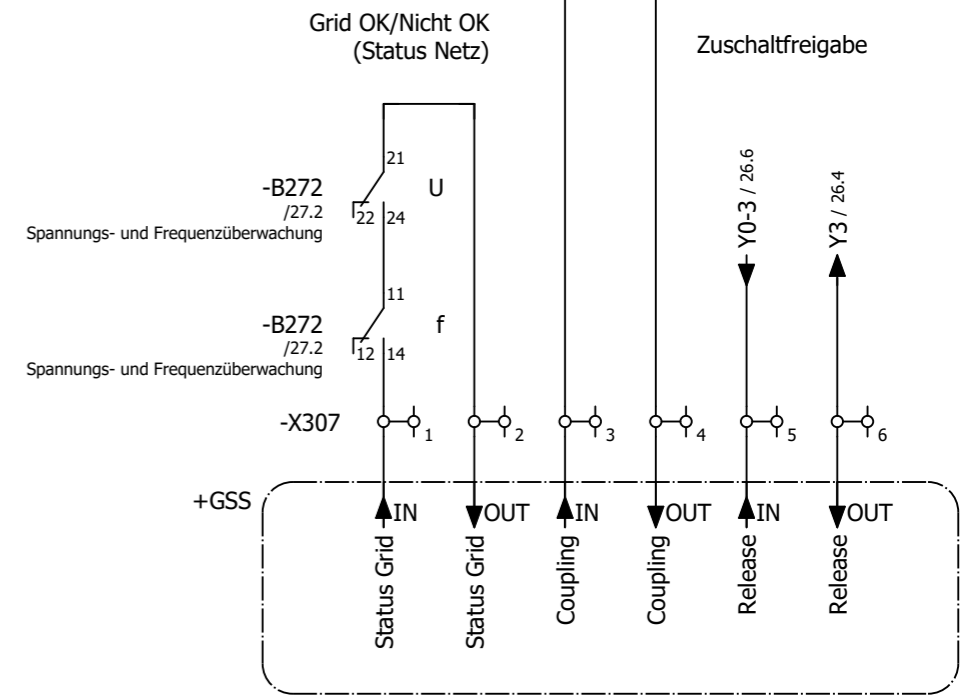 Grid OK/Nicht OK
(Status Netz)
Zuschaltfreigabe
21
-B272
/27.2
Spannungs- und Frequenzüberwachung
22
24
U
Y0-3 / 26.6
Y3 / 26.4
11
-B272
/27.2
Spannungs- und Frequenzüberwachung
12
14
f
-X307
1
2
3
4
5
6
+GSS
IN
OUT
IN
OUT
IN
OUT
Status Grid
Status Grid
Coupling
Coupling
Release
Release